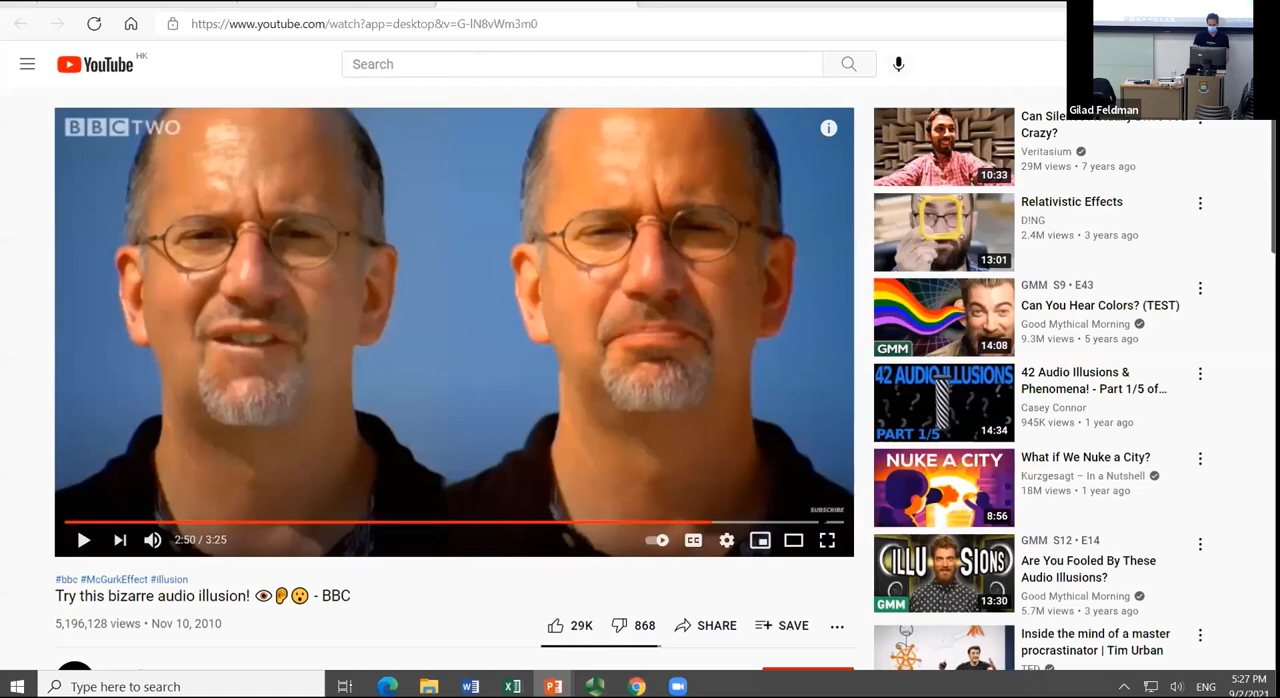 https://www.youtube.com/watch?app=desktop&v=G-lN8vWm3m0
YouTube HK
Search
Gilad Feldman
BBC TWO
SUBSCRIBE
2:50 / 3:25
CC
#bbc #McGurkEffect #illusion
Try this bizarre audio illusion! 👁👂😮 - BBC
5,196,128 views • Nov 10, 2010
29K
868
SHARE
SAVE
10:33
Crazy?
Veritasium
29M views • 7 years ago
13:01
Relativistic Effects
D!NG
2.4M views • 3 years ago
GMM
14:08
GMM S9 • E43
Can You Hear Colors? (TEST)
Good Mythical Morning
9.3M views • 5 years ago
42 AUDIO ILLUSIONS
PART 1/5
14:34
42 Audio Illusions &
Phenomena! - Part 1/5 of...
Casey Connor
945K views • 1 year ago
NUKE A CITY
8:56
What if We Nuke a City?
Kurzgesagt – In a Nutshell
18M views • 1 year ago
ILLUSIONS
GMM
13:30
GMM S12 • E14
Are You Fooled By These
Audio Illusions?
Good Mythical Morning
5.7M views • 3 years ago
Inside the mind of a master
procrastinator | Tim Urban
TED
Type here to search
ENG
5:27 PM